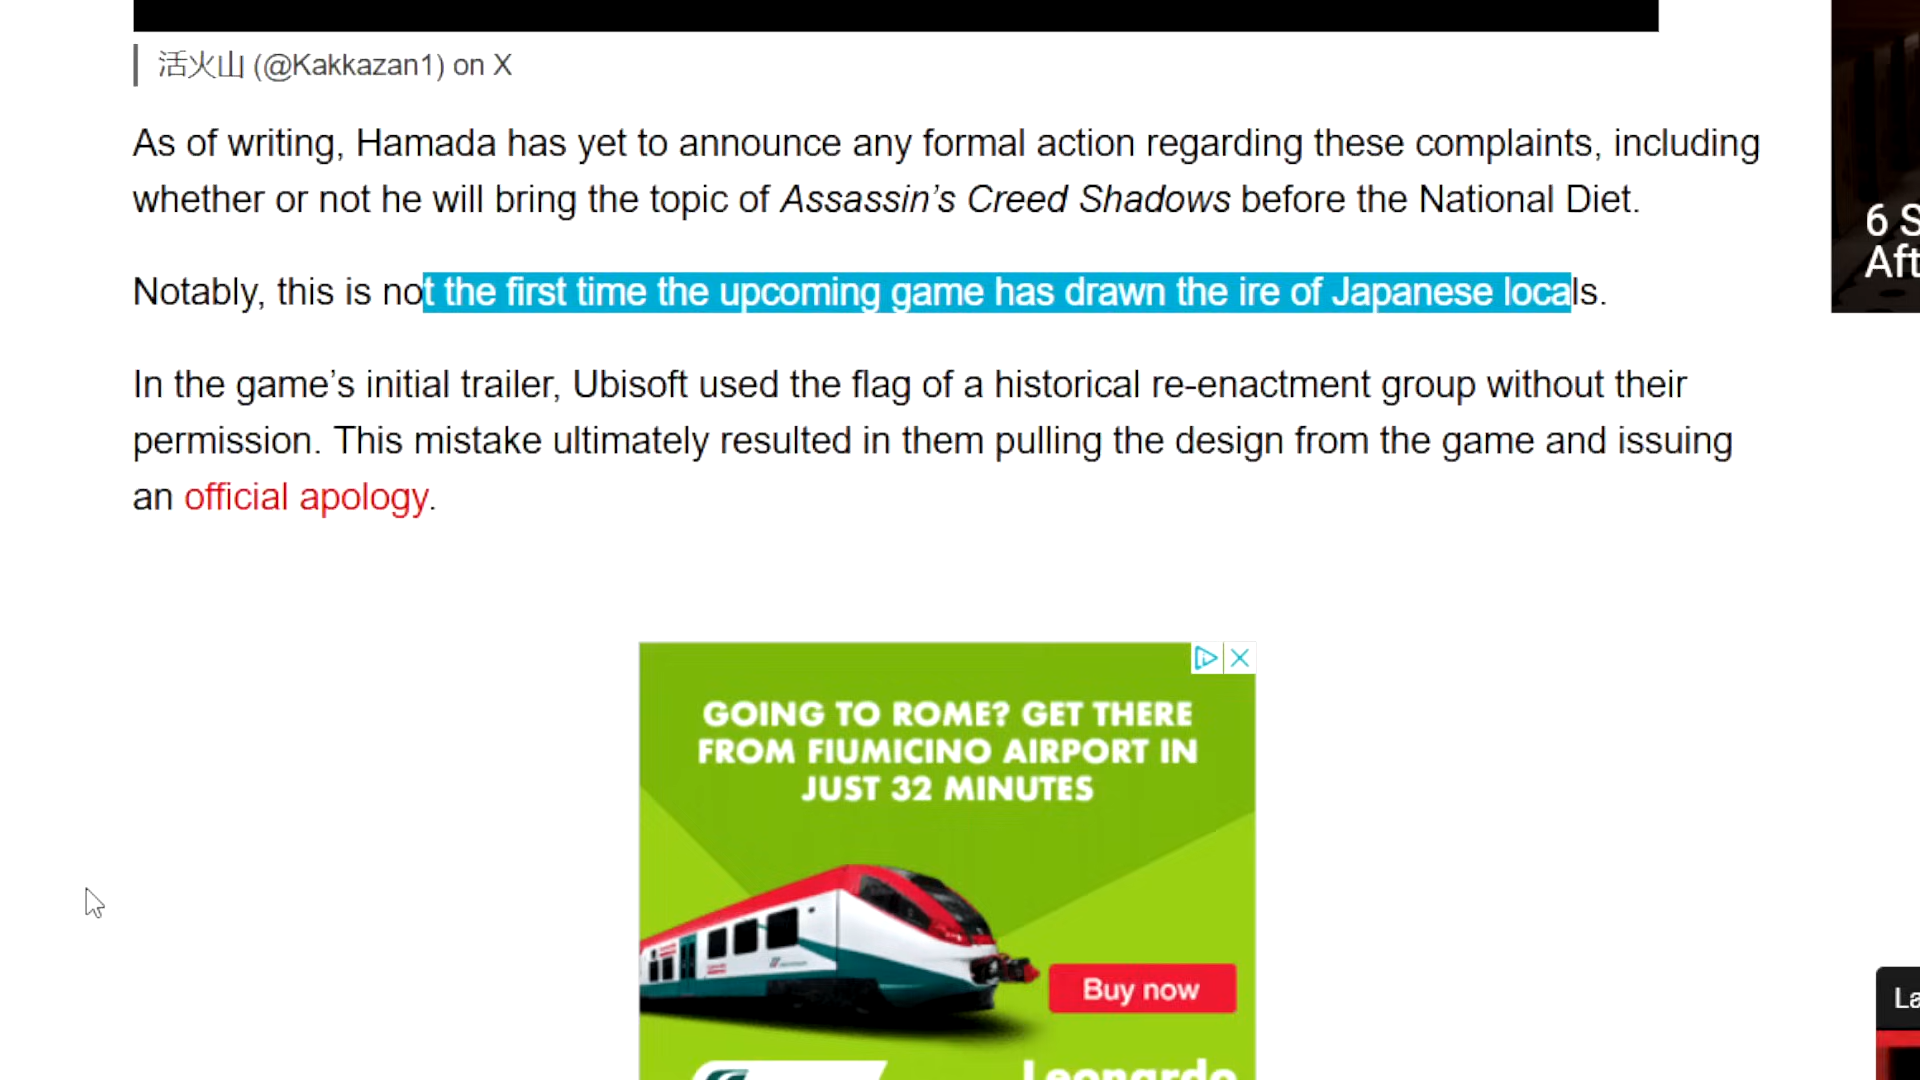 活火山 (@Kakkazan1) on X
As of writing, Hamada has yet to announce any formal action regarding these complaints, including
whether or not he will bring the topic of Assassin’s Creed Shadows before the National Diet.
Notably, this is not the first time the upcoming game has drawn the ire of Japanese locals.
In the game’s initial trailer, Ubisoft used the flag of a historical re-enactment group without their
permission. This mistake ultimately resulted in them pulling the design from the game and issuing
an official apology.
6 S
Aft
GOING TO ROME? GET THERE
FROM FIUMICINO AIRPORT IN
JUST 32 MINUTES
Buy now
Leonardo
La